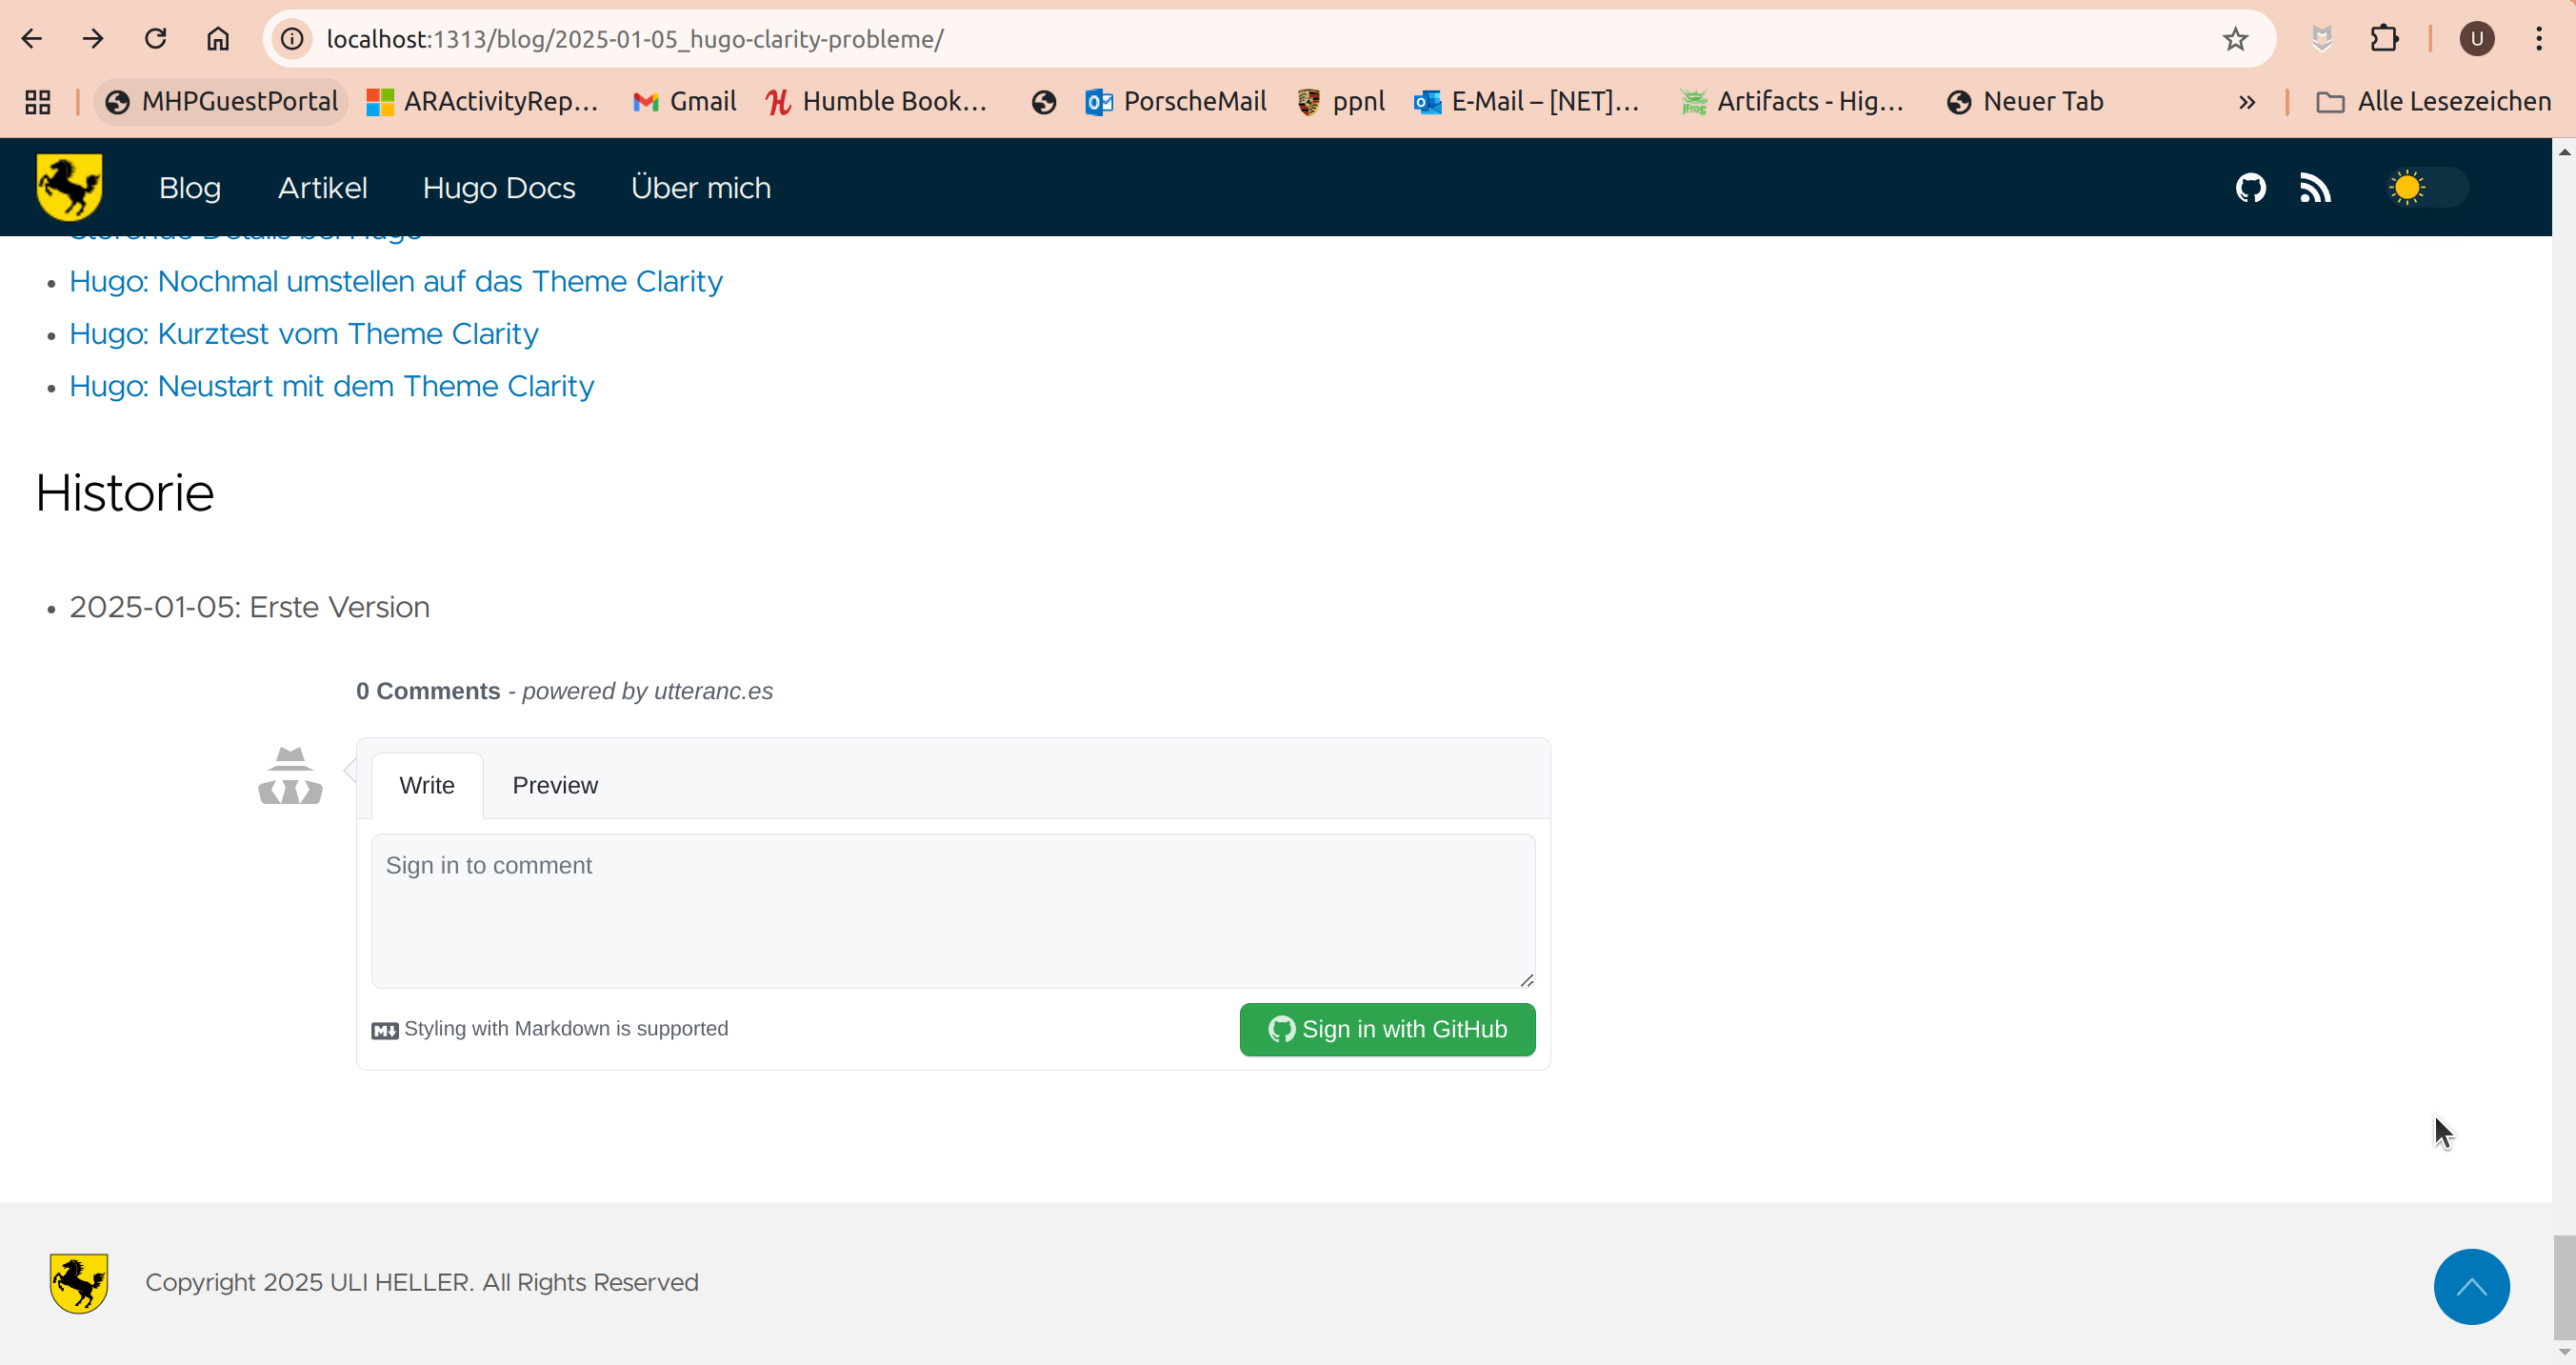 localhost:1313/blog/2025-01-05_hugo-clarity-probleme/
U
MHPGuestPortal ARActivityRep... Gmail Humble Book... PorscheMail ppnl E-Mail – [NET]... Artifacts - Hig... Neuer Tab » Alle Lesezeichen
Blog Artikel Hugo Docs Über mich
Störende Details bei Hugo
• Hugo: Nochmal umstellen auf das Theme Clarity
• Hugo: Kurztest vom Theme Clarity
• Hugo: Neustart mit dem Theme Clarity
Historie
• 2025-01-05: Erste Version
0 Comments - powered by utteranc.es
Write Preview
Sign in to comment
Styling with Markdown is supported
Sign in with GitHub
Copyright 2025 ULI HELLER. All Rights Reserved